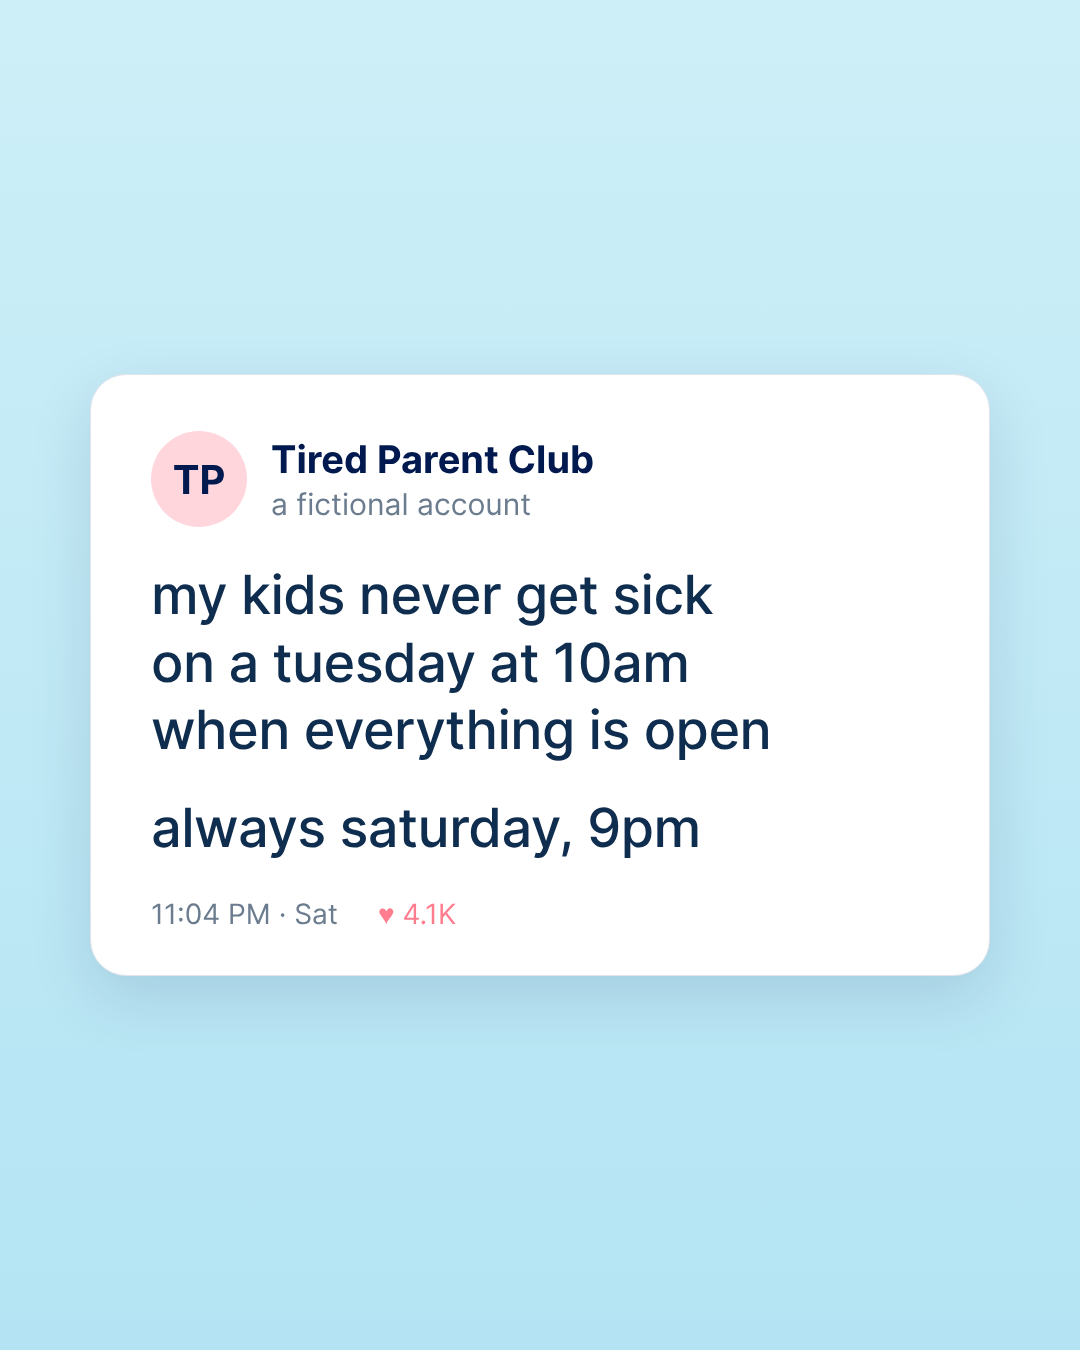 TP
Tired Parent Club
a fictional account
my kids never get sick
on a tuesday at 10am
when everything is open
always saturday, 9pm
11:04 PM · Sat ♥ 4.1K